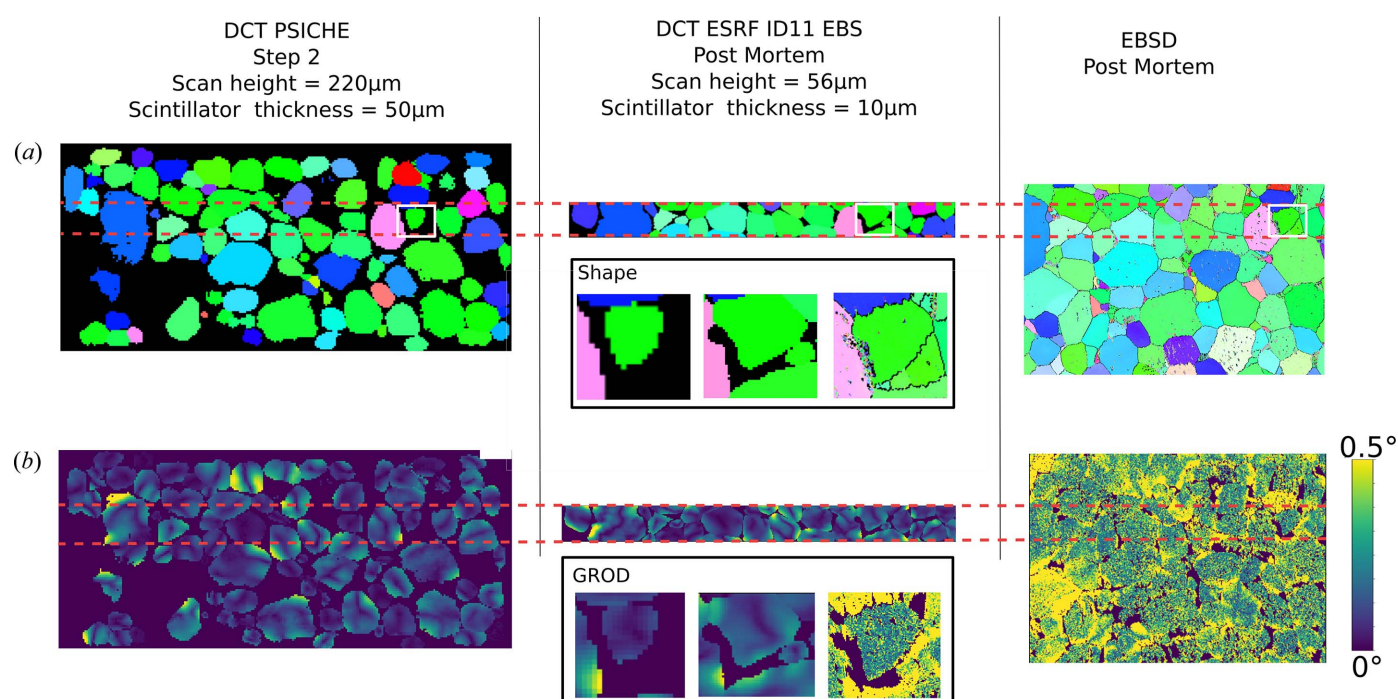 DCT PSICHE
Step 2
Scan height = 220μm
Scintillator thickness = 50μm
DCT ESRF ID11 EBS
Post Mortem
Scan height = 56μm
Scintillator thickness = 10μm
EBSD
Post Mortem
(a)
Shape
(b)
0.5°
GROD
0°